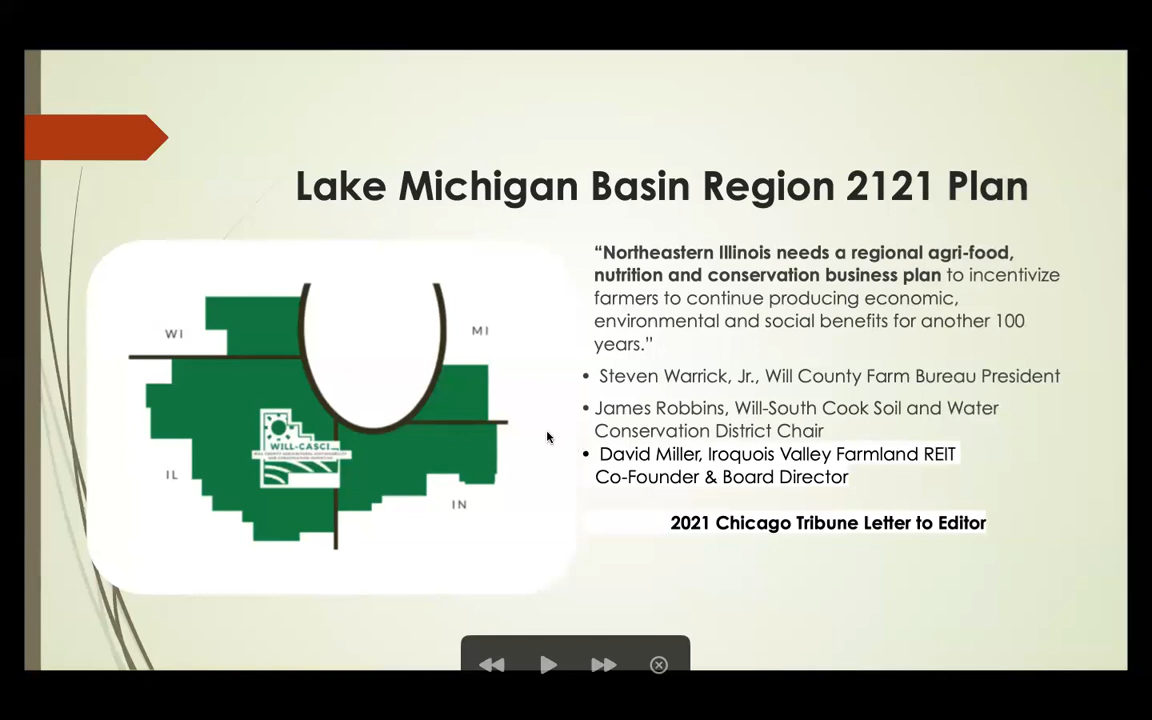 Lake Michigan Basin Region 2121 Plan
“Northeastern Illinois needs a regional agri-food,
nutrition and conservation business plan to incentivize
farmers to continue producing economic,
environmental and social benefits for another 100
years.”
• Steven Warrick, Jr., Will County Farm Bureau President
• James Robbins, Will-South Cook Soil and Water
Conservation District Chair
• David Miller, Iroquois Valley Farmland REIT
Co-Founder & Board Director
2021 Chicago Tribune Letter to Editor
WI
MI
WILL-CASCI
IL
IN